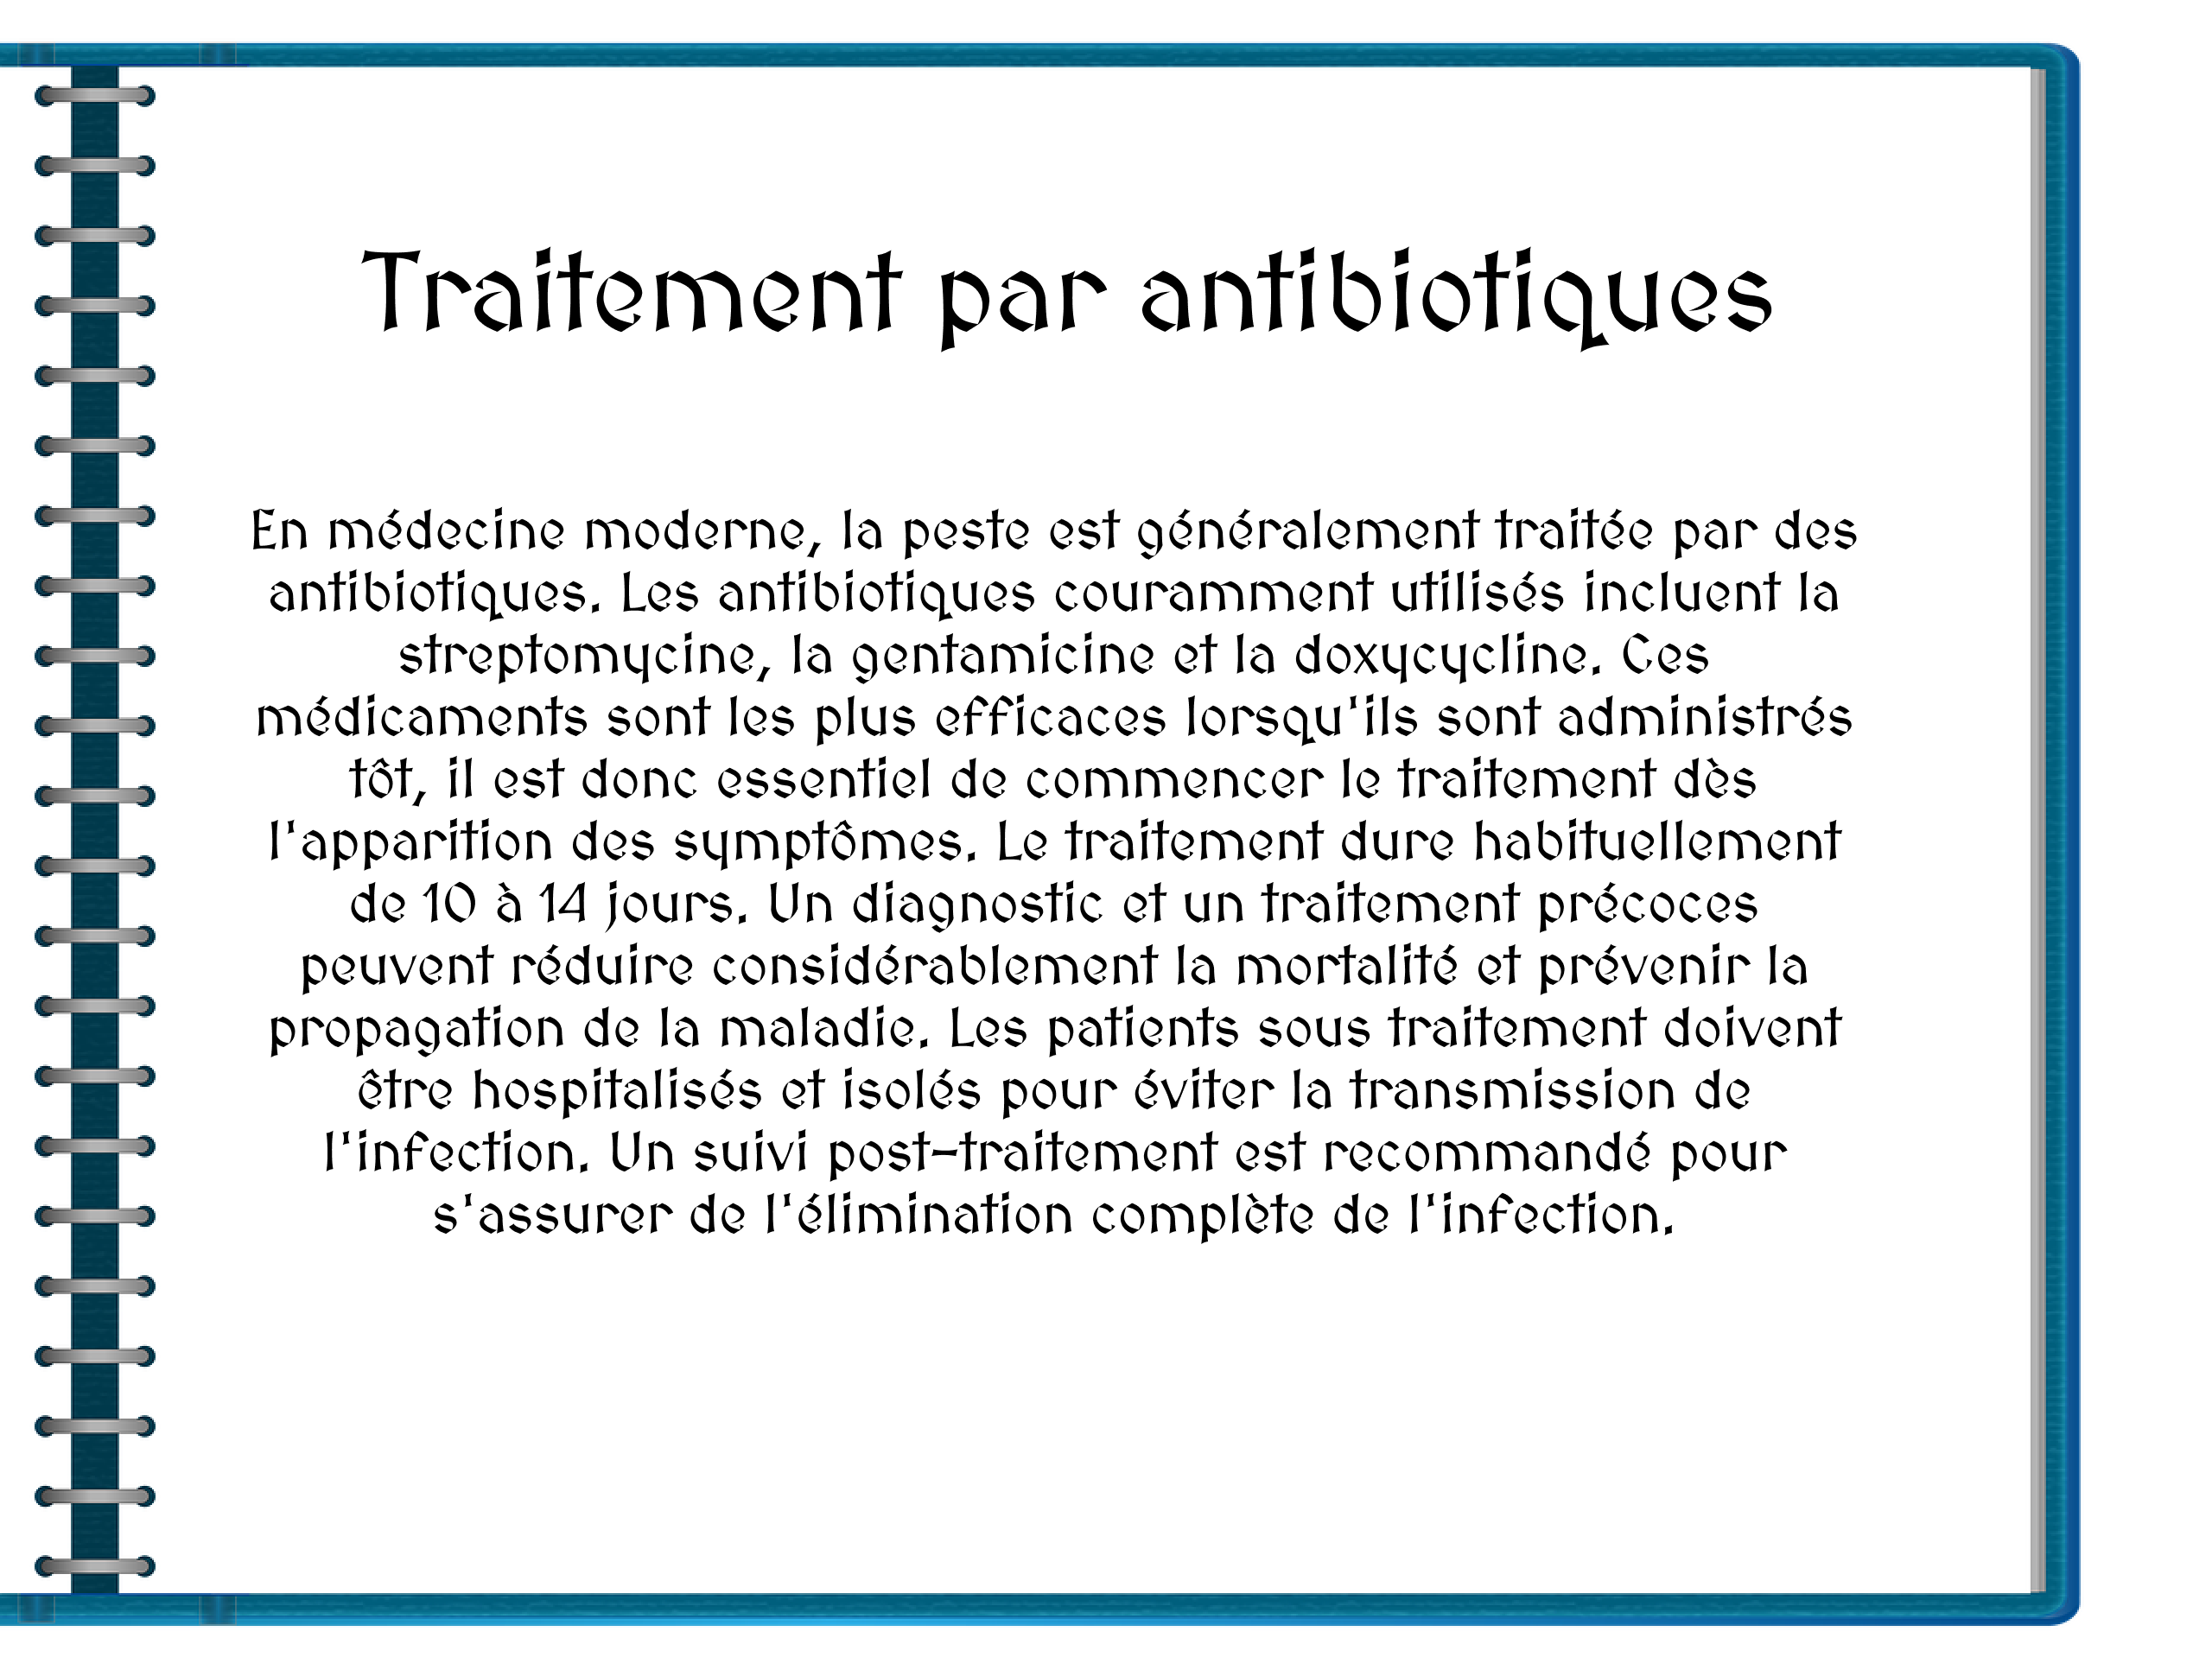 Traitement par antibiotiques
En médecine moderne, la peste est généralement traitée par des
antibiotiques. Les antibiotiques couramment utilisés incluent la
streptomycine, la gentamicine et la doxycycline. Ces
médicaments sont les plus efficaces lorsqu'ils sont administrés
tôt, il est donc essentiel de commencer le traitement dès
l'apparition des symptômes. Le traitement dure habituellement
de 10 à 14 jours. Un diagnostic et un traitement précoces
peuvent réduire considérablement la mortalité et prévenir la
propagation de la maladie. Les patients sous traitement doivent
être hospitalisés et isolés pour éviter la transmission de
l'infection. Un suivi post-traitement est recommandé pour
s'assurer de l'élimination complète de l'infection.